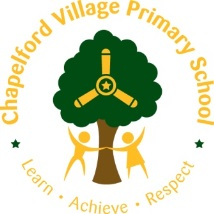 Chapelford Village Primary School
Learn • Achieve • Respect